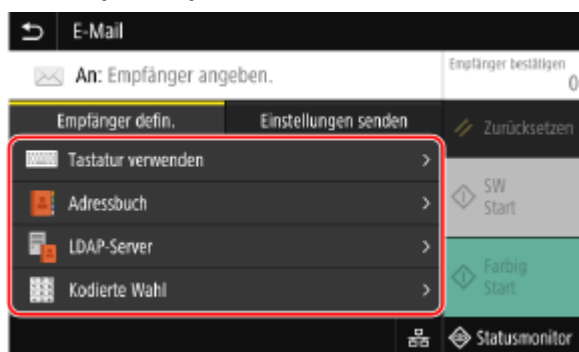 E-Mail
An: Empfänger angeben.
Empfänger bestätigen
0
Empfänger defin.
Einstellungen senden
Zurücksetzen
Tastatur verwenden
Adressbuch
SW
Start
LDAP-Server
Farbig
Start
Kodierte Wahl
Statusmonitor